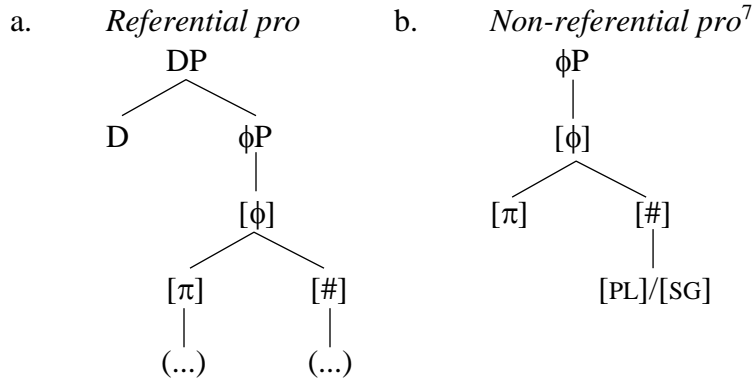 a. Referential pro b. Non-referential pro⁷
DP ϕP
D ϕP [ϕ]
[ϕ] [π] [#]
[π] [#] [PL]/[SG]
(...) (...)